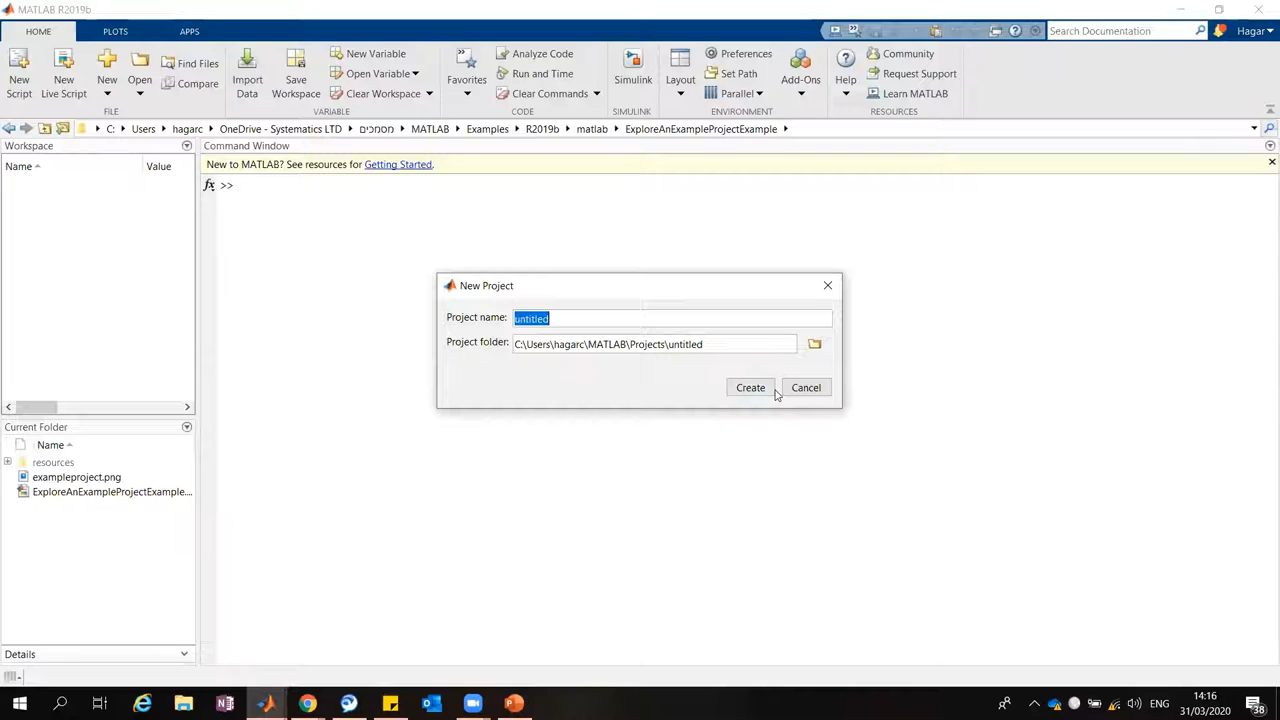 MATLAB R2019b
HOME PLOTS APPS
Search Documentation
Hagar
New Script
New Live Script
New
Open
Find Files
Compare
FILE
Import Data
Save Workspace
New Variable
Open Variable
Clear Workspace
VARIABLE
Favorites
Analyze Code
Run and Time
Clear Commands
CODE
Simulink
SIMULINK
Layout
Preferences
Set Path
Parallel
Add-Ons
ENVIRONMENT
Help
Community
Request Support
Learn MATLAB
RESOURCES
C: Users hagarc OneDrive - Systematics LTD מסמכים MATLAB Examples R2019b matlab ExploreAnExampleProjectExample
Workspace
Name Value
Command Window
New to MATLAB? See resources for Getting Started.
fx >>
New Project
Project name: untitled
Project folder: C:\Users\hagarc\MATLAB\Projects\untitled
Create Cancel
Current Folder
Name
resources
exampleproject.png
ExploreAnExampleProjectExample....
Details
ENG
14:16
31/03/2020
38